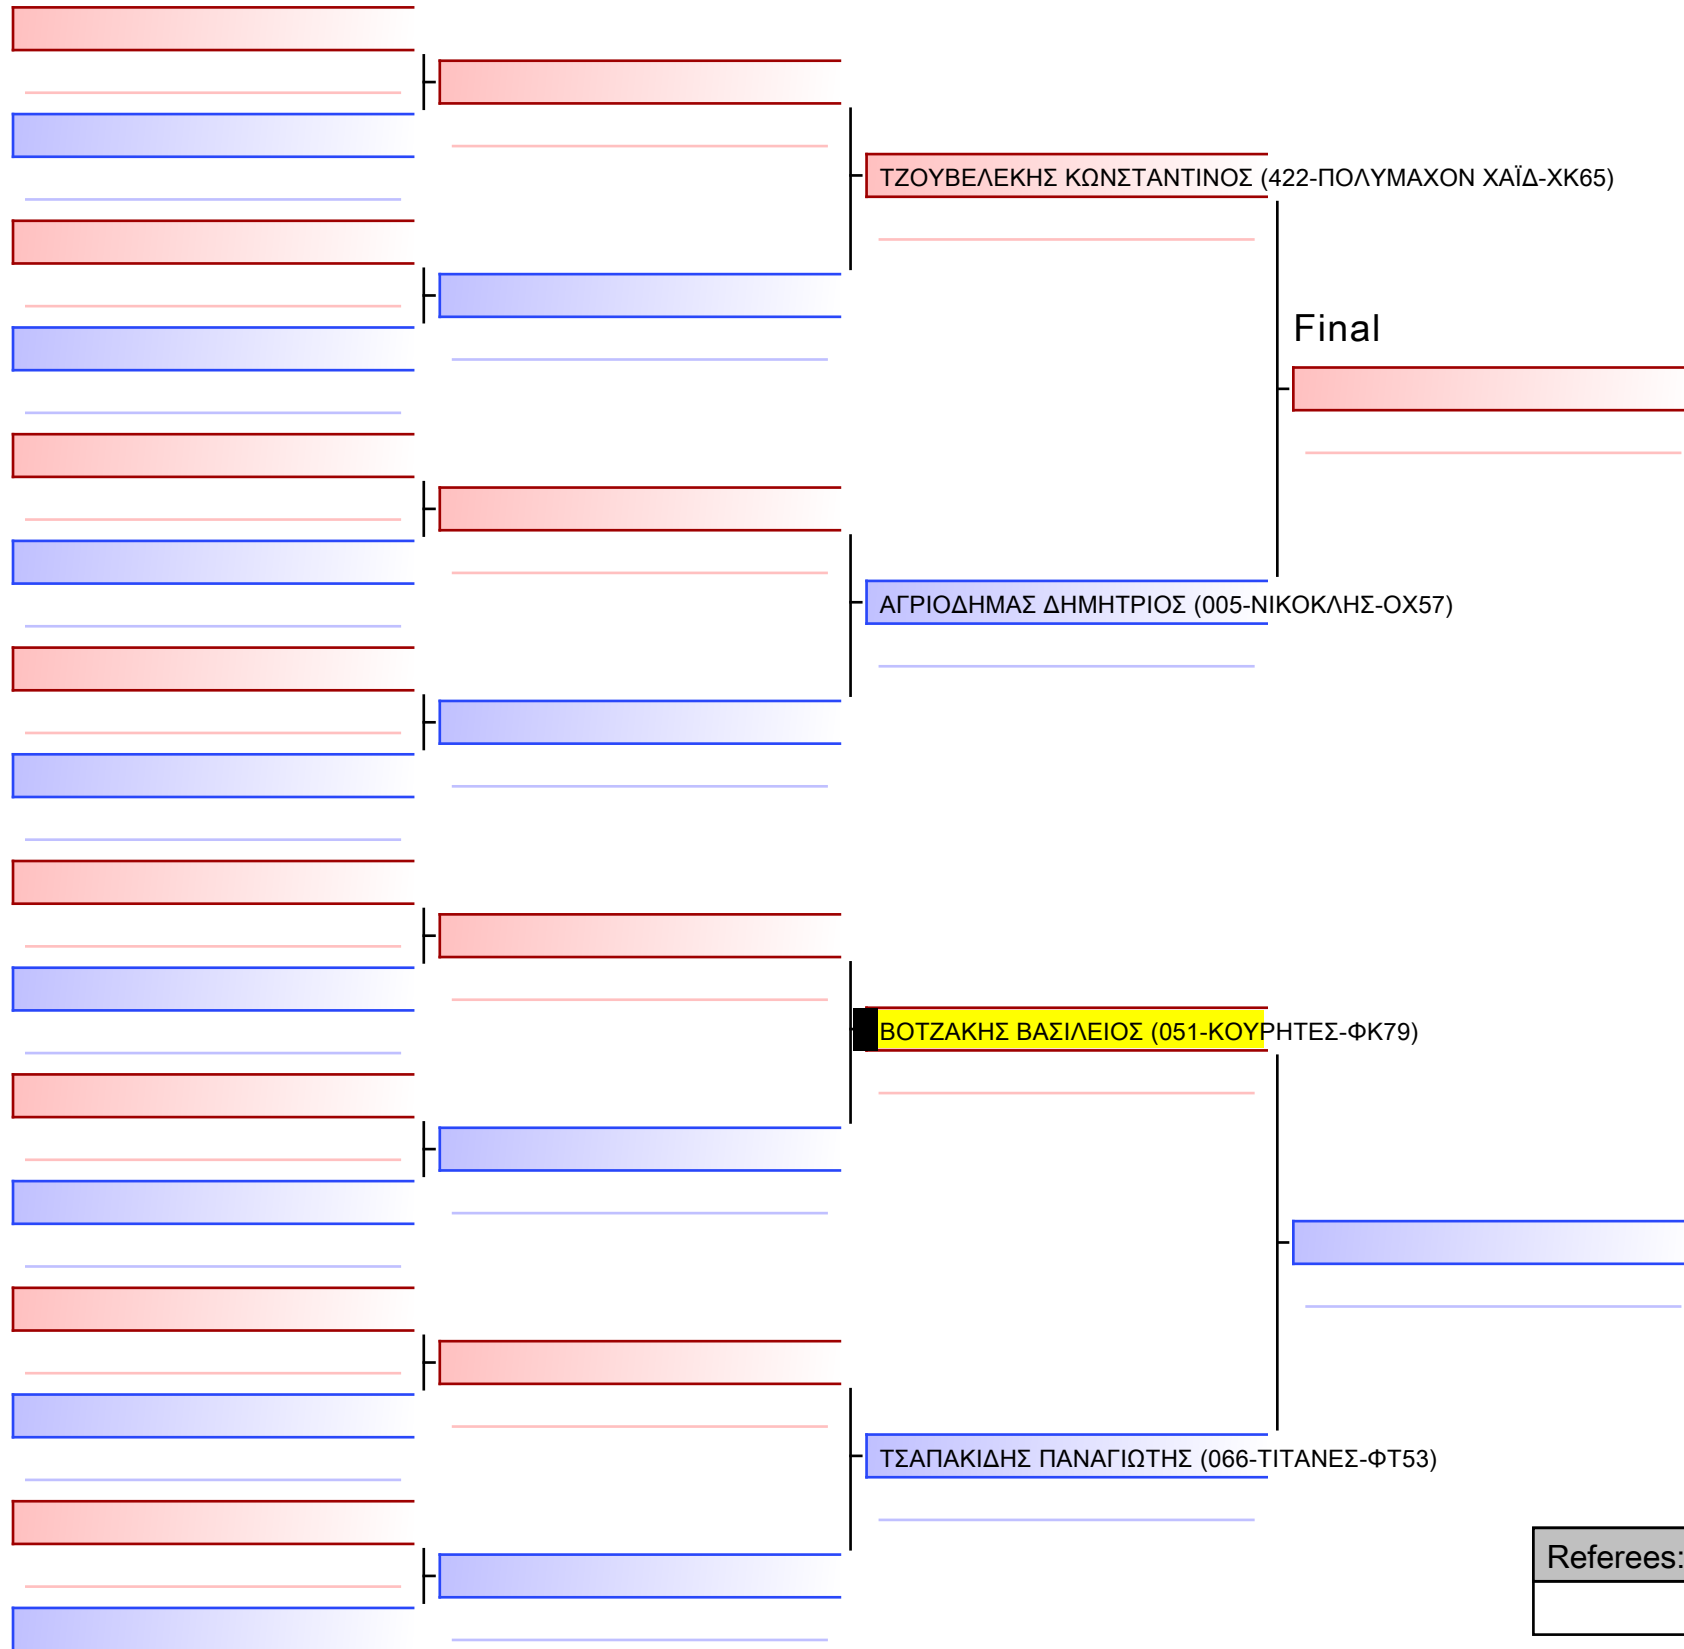 ΤΖΟΥΒΕΛΕΚΗΣ ΚΩΝΣΤΑΝΤΙΝΟΣ (422-ΠΟΛΥΜΑΧΟΝ ΧΑΪΔ-ΧΚ65)
Final
ΑΓΡΙΟΔΗΜΑΣ ΔΗΜΗΤΡΙΟΣ (005-ΝΙΚΟΚΛΗΣ-ΟΧ57)
ΒΟΤΖΑΚΗΣ ΒΑΣΙΛΕΙΟΣ (051-ΚΟΥΡΗΤΕΣ-ΦΚ79)
ΤΣΑΠΑΚΙΔΗΣ ΠΑΝΑΓΙΩΤΗΣ (066-ΤΙΤΑΝΕΣ-ΦΤ53)
Referees: